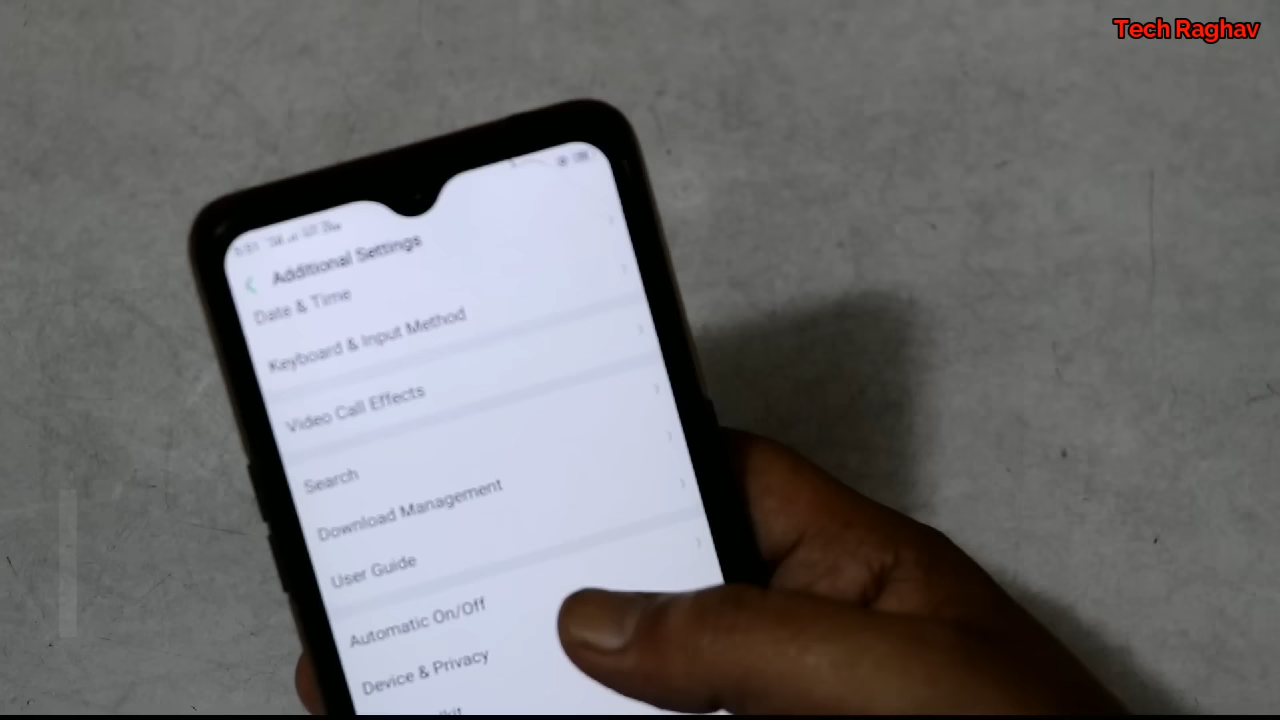 Tech Raghav
Additional Settings
Date & Time
Keyboard & Input Method
Video Call Effects
Search
Download Management
User Guide
Automatic On/Off
Device & Privacy